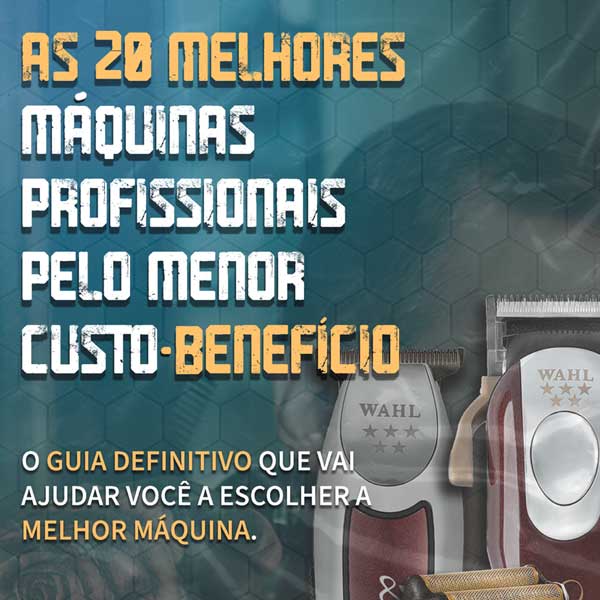 AS 20 MELHORES
MÁQUINAS
PROFISSIONAIS
PELO MENOR
CUSTO-BENEFÍCIO
WAHL
WAHL
O GUIA DEFINITIVO QUE VAI
AJUDAR VOCÊ A ESCOLHER A
MELHOR MÁQUINA.
8